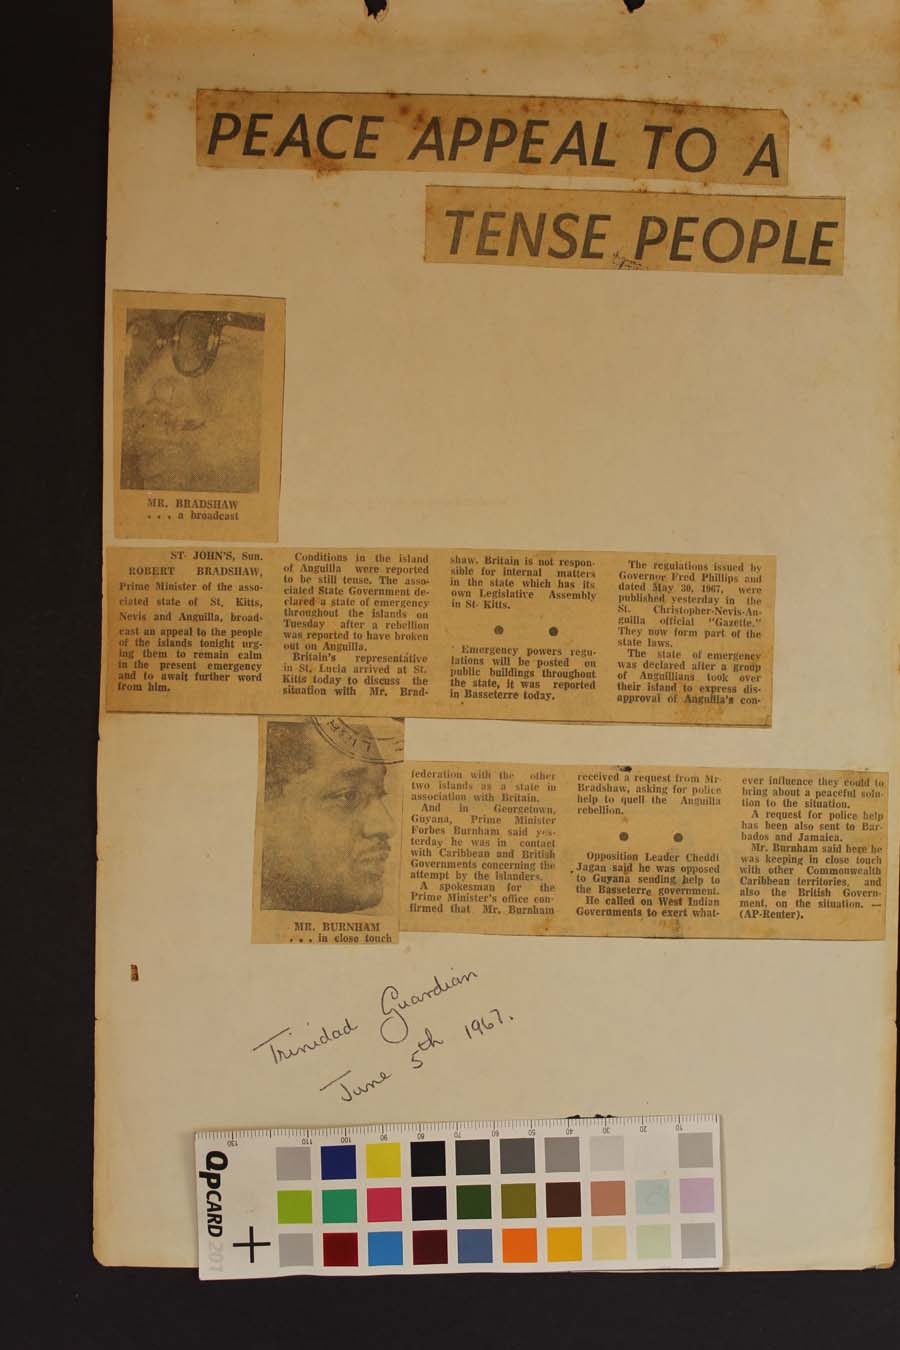 PEACE APPEAL TO A
TENSE PEOPLE
MR. BRADSHAW
. . . a broadcast
ST. JOHN'S, Sun.
ROBERT BRADSHAW,
Prime Minister of the asso-
ciated state of St. Kitts,
Nevis and Anguilla, broad-
cast an appeal to the people
of the islands tonight urg-
ing them to remain calm
in the present emergency
and to await further word
from him.
Conditions in the island
of Anguilla were reported
to be still tense. The asso-
ciated State Government de-
clared a state of emergency
throughout the islands on
Tuesday after a rebellion
was reported to have broken
out on Anguilla.
Britain's representative
in St. Lucia arrived at St.
Kitts today to discuss the
situation with Mr. Brad-
shaw. Britain is not respon-
sible for internal matters
in the state which has its
own Legislative Assembly
in St. Kitts.
Emergency powers regu-
lations will be posted on
public buildings throughout
the state, it was reported
in Basseterre today.
The regulations issued by
Governor Fred Phillips and
dated May 30, 1967, were
published yesterday in the
St. Christopher-Nevis-An-
guilla official "Gazette."
They now form part of the
state laws.
The state of emergency
was declared after a group
of Anguillians took over
their island to express dis-
approval of Anguilla's con-
MR. BURNHAM
. . . in close touch
federation with the other
two islands as a state in
association with Britain.
And in Georgetown,
Guyana, Prime Minister
Forbes Burnham said yes-
terday he was in contact
with Caribbean and British
Governments concerning the
attempt by the islanders.
A spokesman for the
Prime Minister's office con-
firmed that Mr. Burnham
received a request from Mr.
Bradshaw, asking for police
help to quell the Anguilla
rebellion.
Opposition Leader Cheddi
Jagan said he was opposed
to Guyana sending help to
the Basseterre government.
He called on West Indian
Governments to exert what-
ever influence they could to
bring about a peaceful solu-
tion to the situation.
A request for police help
has been also sent to Bar-
bados and Jamaica.
Mr. Burnham said here he
was keeping in close touch
with other Commonwealth
Caribbean territories, and
also the British Govern-
ment, on the situation. —
(AP-Reuter).
Trinidad Guardian
June 5th 1967.
130 110 100 90 80 70 60 50 40 30 20 10
QPCARD 201